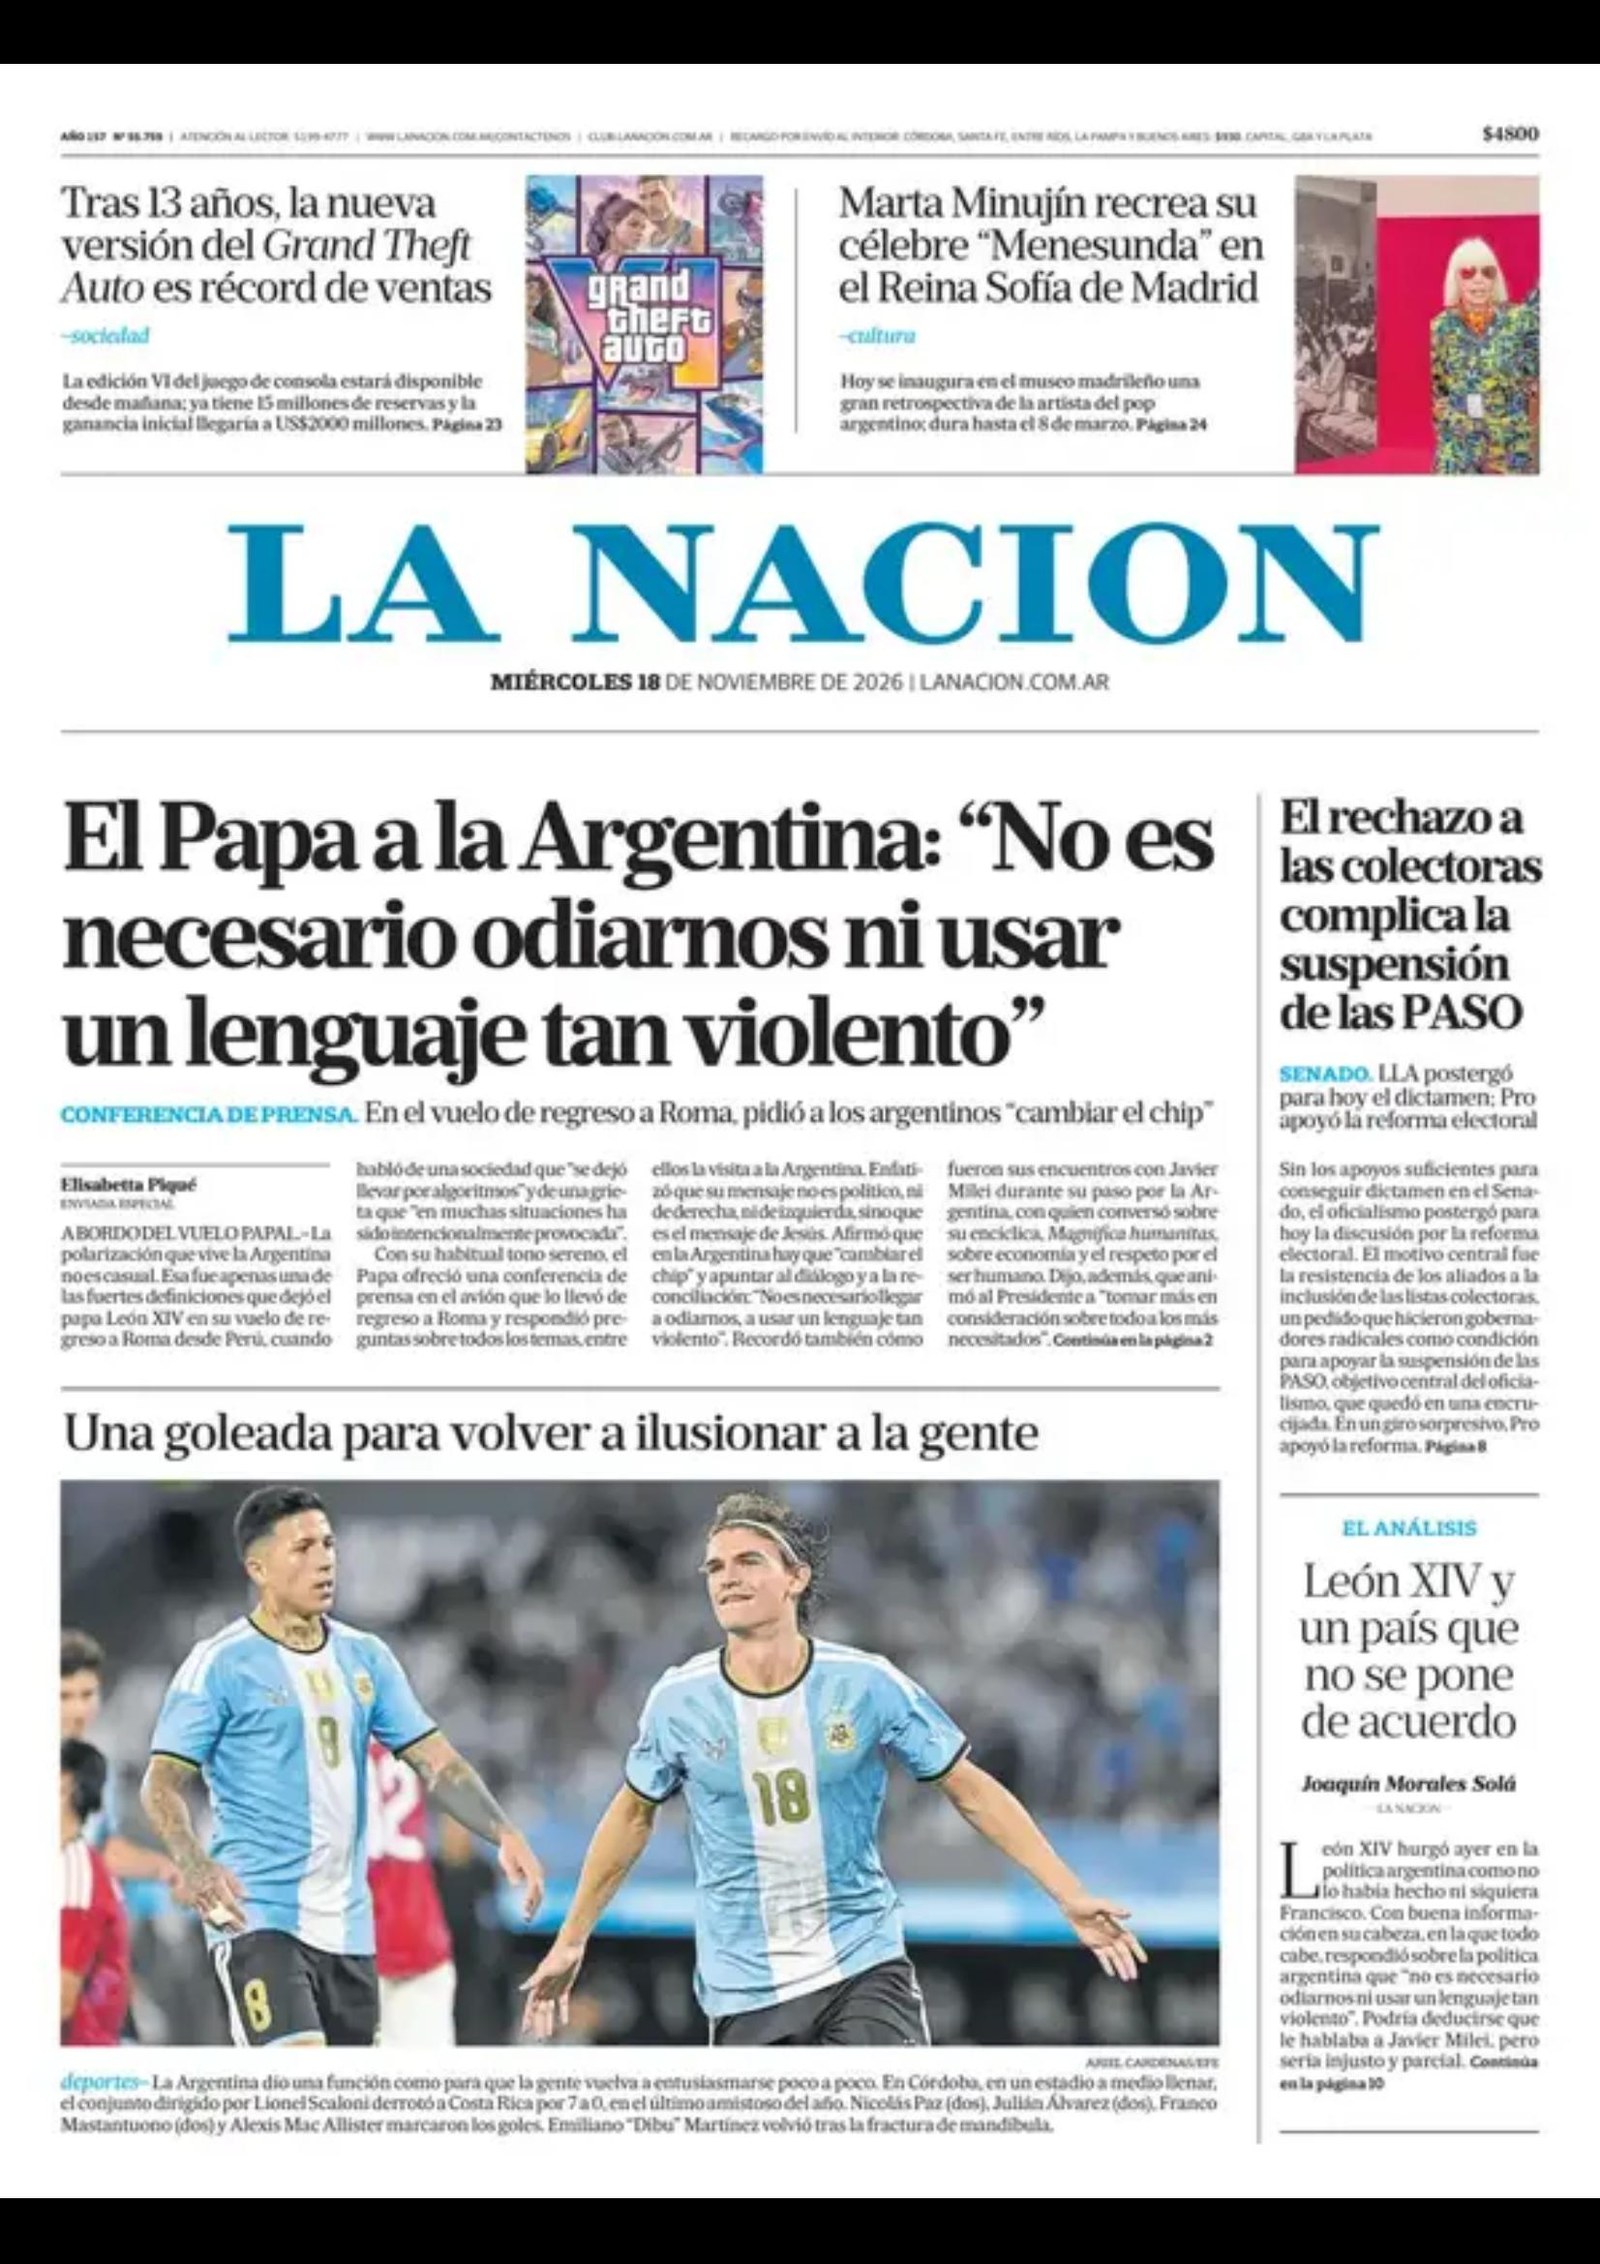 AÑO 157 Nº 55.759 | ATENCIÓN AL LECTOR: 5199-4777 | WWW.LANACION.COM.AR/CONTACTENOS | CLUB.LANACION.COM.AR | RECARGO POR ENVÍO AL INTERIOR: CÓRDOBA, SANTA FE, ENTRE RÍOS, LA PAMPA Y BUENOS AIRES: $930. CAPITAL, GBA Y LA PLATA
$4800
Tras 13 años, la nueva
versión del Grand Theft
Auto es récord de ventas
–sociedad
La edición VI del juego de consola estará disponible
desde mañana; ya tiene 15 millones de reservas y la
ganancia inicial llegaría a US$2000 millones. Página 23
grand
theft
auto
Marta Minujín recrea su
célebre “Menesunda” en
el Reina Sofía de Madrid
–cultura
Hoy se inaugura en el museo madrileño una
gran retrospectiva de la artista del pop
argentino; dura hasta el 8 de marzo. Página 24
LA NACION
MIÉRCOLES 18 DE NOVIEMBRE DE 2026 | LANACION.COM.AR
El Papa a la Argentina: “No es
necesario odiarnos ni usar
un lenguaje tan violento”
CONFERENCIA DE PRENSA. En el vuelo de regreso a Roma, pidió a los argentinos “cambiar el chip”
Elisabetta Piqué
ENVIADA ESPECIAL
A BORDO DEL VUELO PAPAL.– La
polarización que vive la Argentina
no es casual. Esa fue apenas una de
las fuertes definiciones que dejó el
papa León XIV en su vuelo de re-
greso a Roma desde Perú, cuando
habló de una sociedad que “se dejó
llevar por algoritmos” y de una grie-
ta que “en muchas situaciones ha
sido intencionalmente provocada”.
Con su habitual tono sereno, el
Papa ofreció una conferencia de
prensa en el avión que lo llevó de
regreso a Roma y respondió pre-
guntas sobre todos los temas, entre
ellos la visita a la Argentina. Enfati-
zó que su mensaje no es político, ni
de derecha, ni de izquierda, sino que
es el mensaje de Jesús. Afirmó que
en la Argentina hay que “cambiar el
chip” y apuntar al diálogo y a la re-
conciliación: “No es necesario llegar
a odiarnos, a usar un lenguaje tan
violento”. Recordó también cómo
fueron sus encuentros con Javier
Milei durante su paso por la Ar-
gentina, con quien conversó sobre
su encíclica, Magnifica humanitas,
sobre economía y el respeto por el
ser humano. Dijo, además, que ani-
mó al Presidente a “tomar más en
consideración sobre todo a los más
necesitados”. Continúa en la página 2
El rechazo a
las colectoras
complica la
suspensión
de las PASO
SENADO. LLA postergó
para hoy el dictamen; Pro
apoyó la reforma electoral
Sin los apoyos suficientes para
conseguir dictamen en el Sena-
do, el oficialismo postergó para
hoy la discusión por la reforma
electoral. El motivo central fue
la resistencia de los aliados a la
inclusión de las listas colectoras,
un pedido que hicieron goberna-
dores radicales como condición
para apoyar la suspensión de las
PASO, objetivo central del oficia-
lismo, que quedó en una encru-
cijada. En un giro sorpresivo, Pro
apoyó la reforma. Página 8
Una goleada para volver a ilusionar a la gente
8
8
18
12
ARIEL CARDENAS/EFE
deportes– La Argentina dio una función como para que la gente vuelva a entusiasmarse poco a poco. En Córdoba, en un estadio a medio llenar,
el conjunto dirigido por Lionel Scaloni derrotó a Costa Rica por 7 a 0, en el último amistoso del año. Nicolás Paz (dos), Julián Álvarez (dos), Franco
Mastantuono (dos) y Alexis Mac Allister marcaron los goles. Emiliano “Dibu” Martínez volvió tras la fractura de mandíbula.
EL ANÁLISIS
León XIV y
un país que
no se pone
de acuerdo
Joaquín Morales Solá
–LA NACION–
León XIV hurgó ayer en la
política argentina como no
lo había hecho ni siquiera
Francisco. Con buena informa-
ción en su cabeza, en la que todo
cabe, respondió sobre la política
argentina que “no es necesario
odiarnos ni usar un lenguaje tan
violento”. Podría deducirse que
le hablaba a Javier Milei, pero
sería injusto y parcial. Continúa
en la página 10